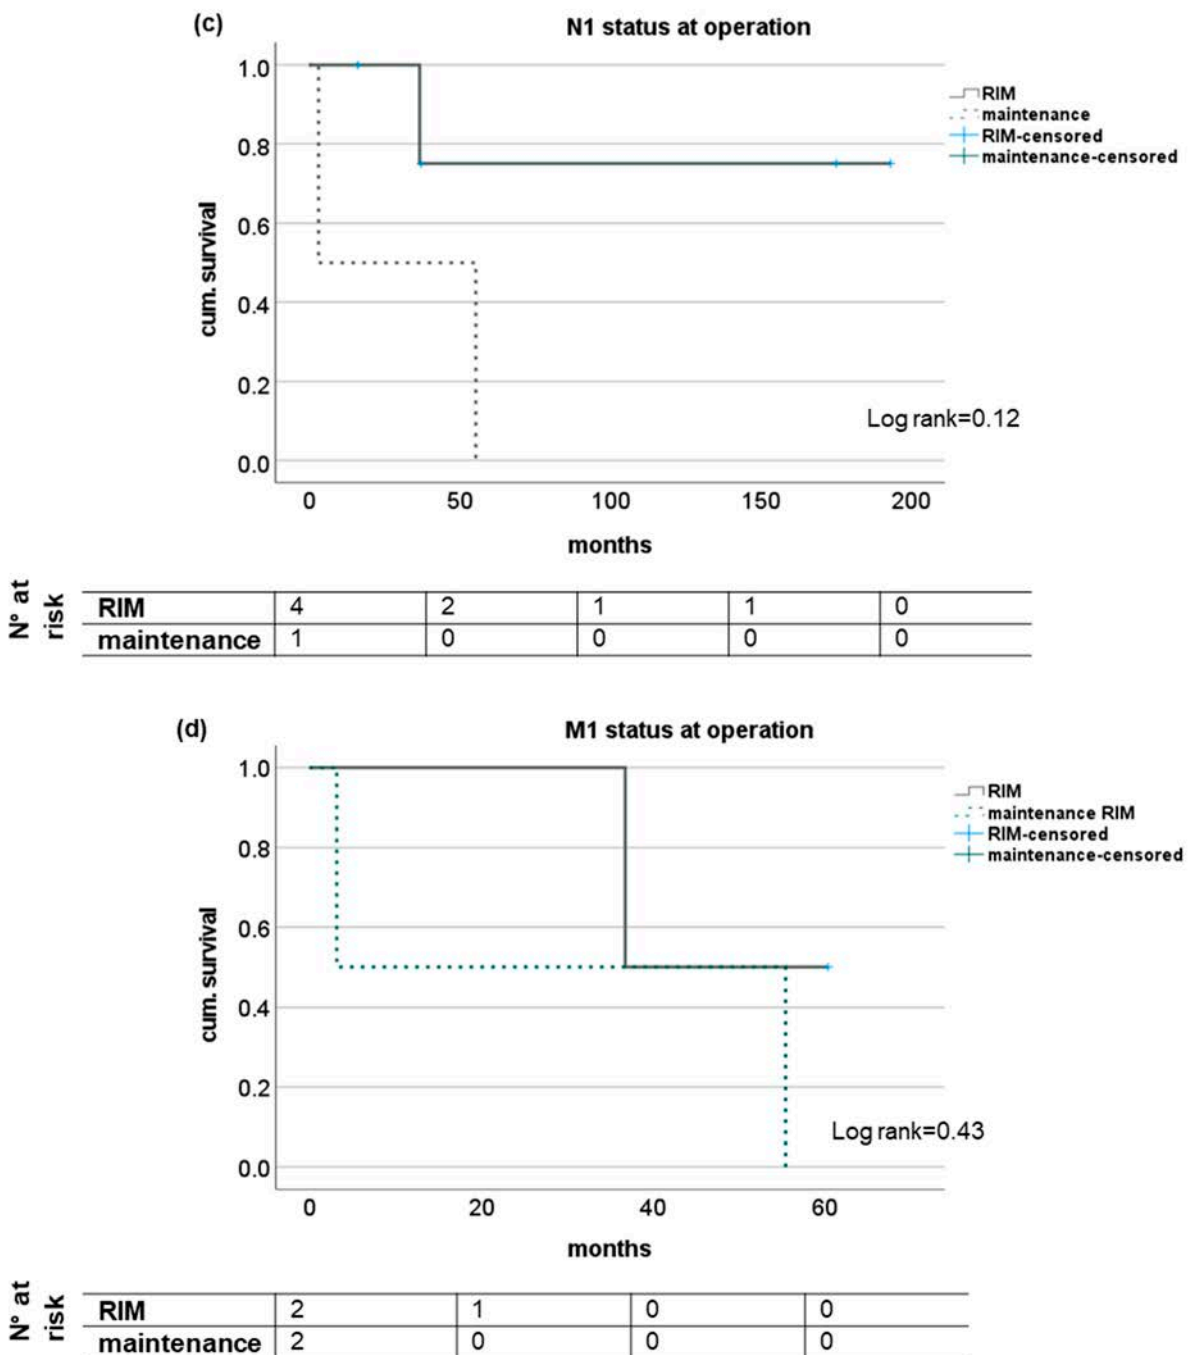 (c)
N1 status at operation
1.0
0.8
0.6
0.4
0.2
0.0
cum. survival
RIM
maintenance
RIM-censored
maintenance-censored
Log rank=0.12
0 50 100 150 200
months
N° at risk
RIM 4 2 1 1 0
maintenance 1 0 0 0 0
(d)
M1 status at operation
1.0
0.8
0.6
0.4
0.2
0.0
cum. survival
RIM
maintenance RIM
RIM-censored
maintenance-censored
Log rank=0.43
0 20 40 60
months
N° at risk
RIM 2 1 0 0
maintenance 2 0 0 0